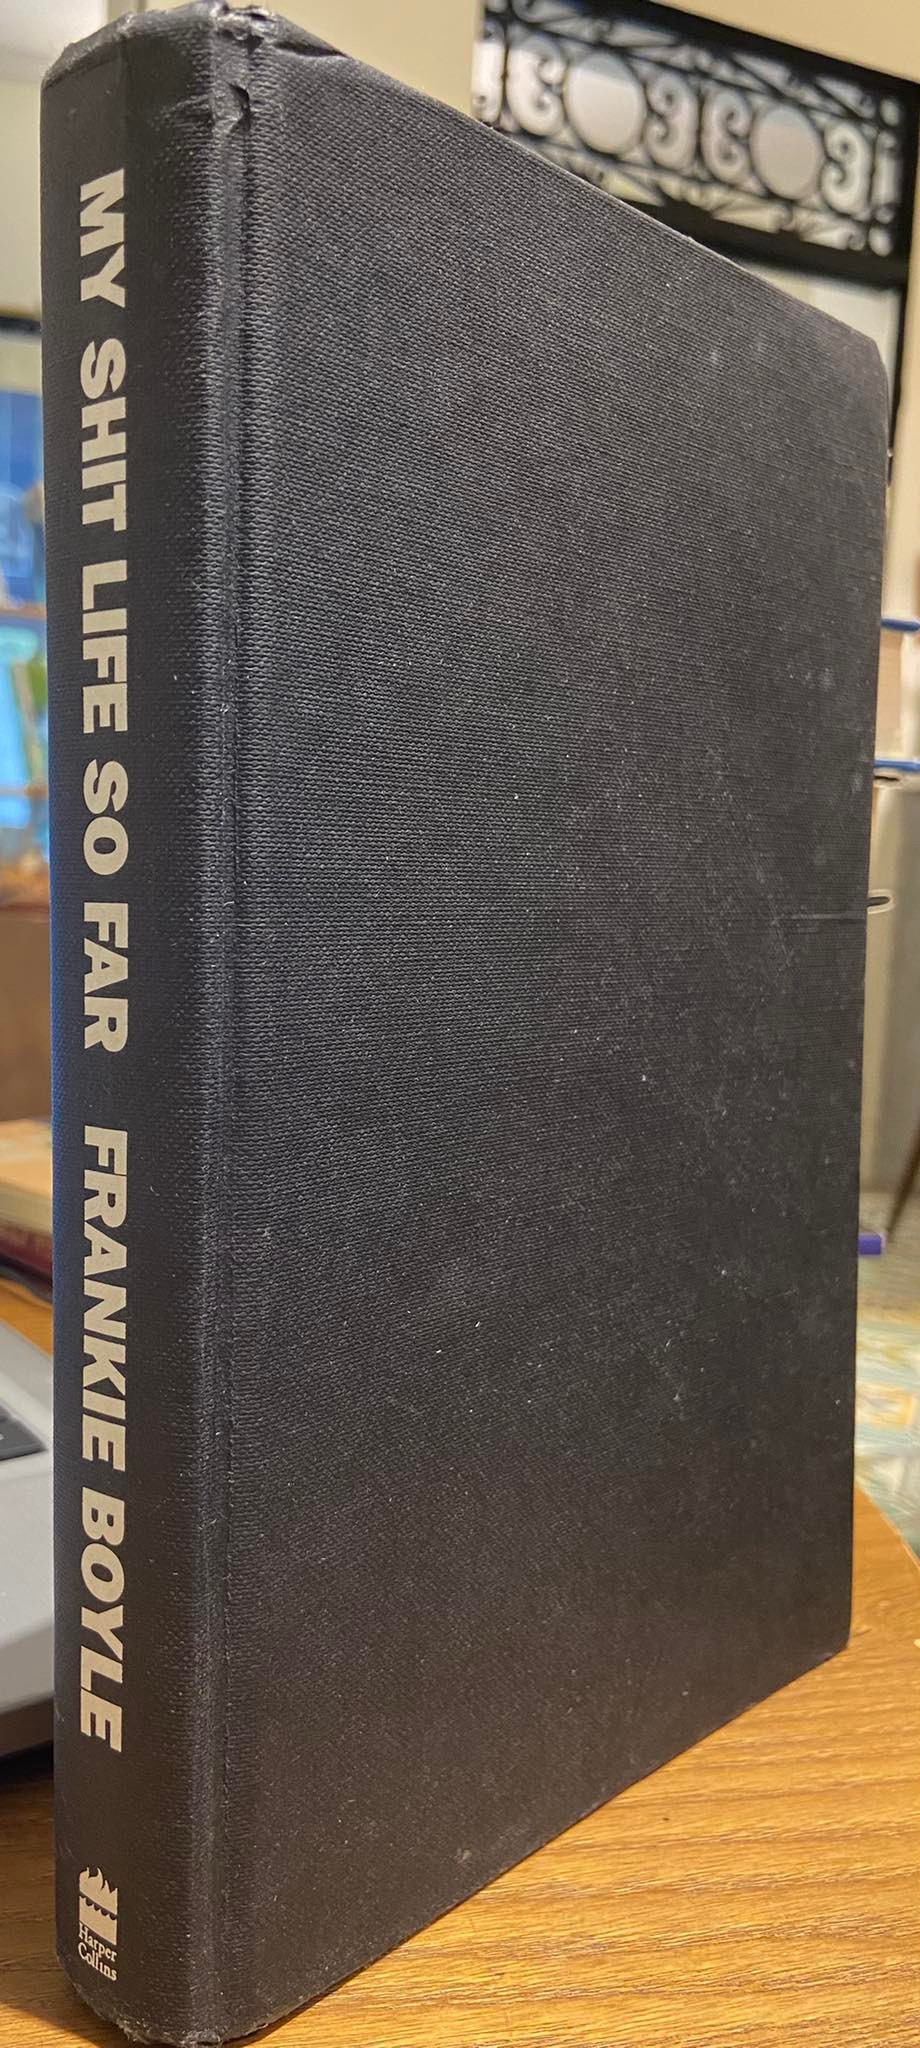 MY SHIT LIFE SO FAR FRANKIE BOYLE
Harper
Collins